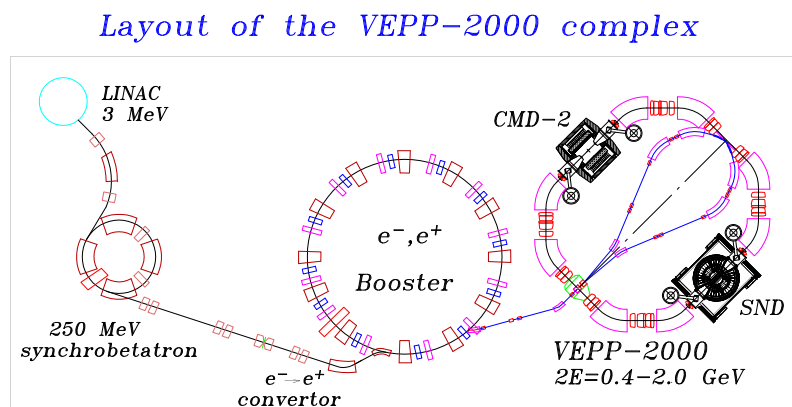 Layout of the VEPP-2000 complex
LINAC
3 MeV
CMD-2
e⁻,e⁺
Booster
SND
250 MeV
synchrobetatron
VEPP-2000
2E=0.4-2.0 GeV
e⁻→e⁺
convertor